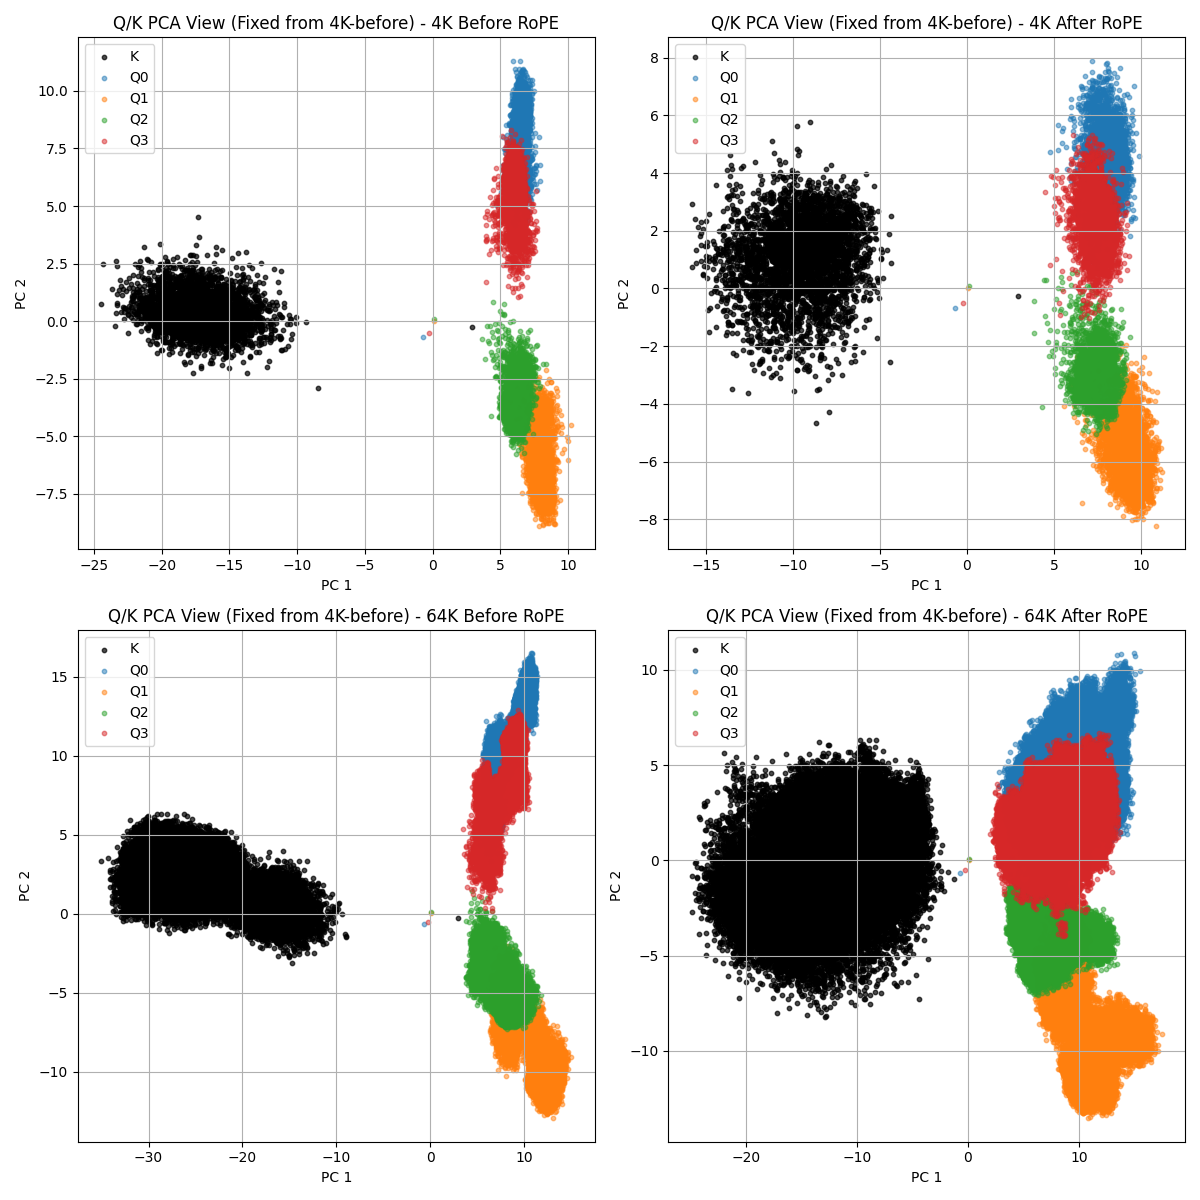 Q/K PCA View (Fixed from 4K-before) - 4K Before RoPE
K
Q0
Q1
Q2
Q3
10.0
7.5
5.0
2.5
0.0
−2.5
−5.0
−7.5
PC 2
−25
−20
−15
−10
−5
0
5
10
PC 1
Q/K PCA View (Fixed from 4K-before) - 4K After RoPE
K
Q0
Q1
Q2
Q3
8
6
4
2
0
−2
−4
−6
−8
PC 2
−15
−10
−5
0
5
10
PC 1
Q/K PCA View (Fixed from 4K-before) - 64K Before RoPE
K
Q0
Q1
Q2
Q3
15
10
5
0
−5
−10
PC 2
−30
−20
−10
0
10
PC 1
Q/K PCA View (Fixed from 4K-before) - 64K After RoPE
K
Q0
Q1
Q2
Q3
10
5
0
−5
−10
PC 2
−20
−10
0
10
PC 1